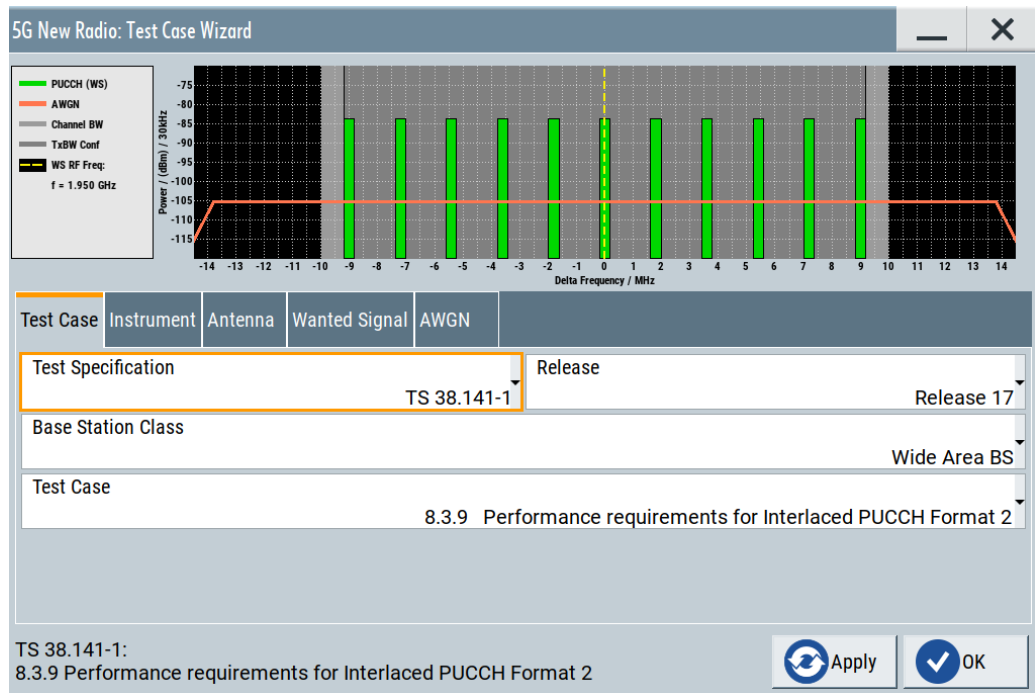 5G New Radio: Test Case Wizard
PUCCH (WS)
AWGN
Channel BW
TxBW Conf
WS RF Freq:
f = 1.950 GHz
Power / (dBm) / 30kHz
-75
-80
-85
-90
-95
-100
-105
-110
-115
-14 -13 -12 -11 -10 -9 -8 -7 -6 -5 -4 -3 -2 -1 0 1 2 3 4 5 6 7 8 9 10 11 12 13 14
Delta Frequency / MHz
Test Case Instrument Antenna Wanted Signal AWGN
Test Specification
TS 38.141-1
Release
Release 17
Base Station Class
Wide Area BS
Test Case
8.3.9 Performance requirements for Interlaced PUCCH Format 2
TS 38.141-1:
8.3.9 Performance requirements for Interlaced PUCCH Format 2
Apply
OK